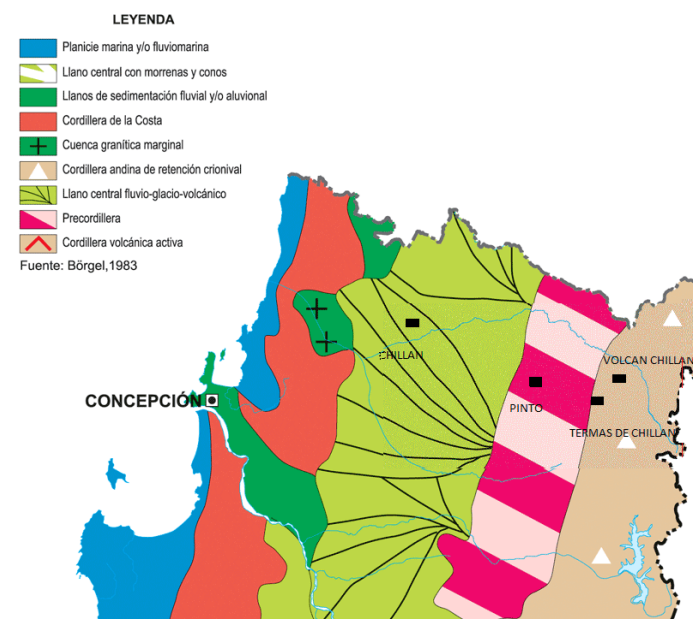 LEYENDA
Planicie marina y/o fluviomarina
Llano central con morrenas y conos
Llanos de sedimentación fluvial y/o aluvional
Cordillera de la Costa
Cuenca granítica marginal
Cordillera andina de retención crionival
Llano central fluvio-glacio-volcánico
Precordillera
Cordillera volcánica activa
Fuente: Börgel,1983
CHILLAN
VOLCAN CHILLAN
CONCEPCIÓN
PINTO
TERMAS DE CHILLAN